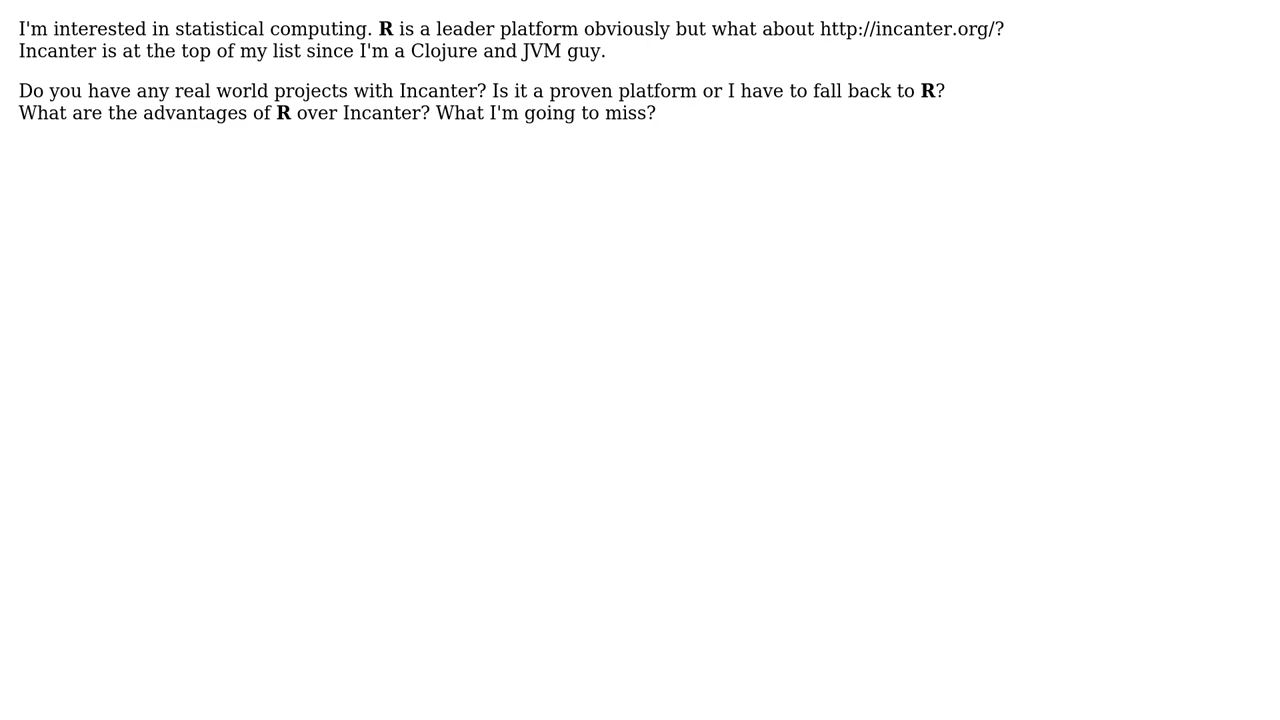 I'm interested in statistical computing. R is a leader platform obviously but what about http://incanter.org/?
Incanter is at the top of my list since I'm a Clojure and JVM guy.
Do you have any real world projects with Incanter? Is it a proven platform or I have to fall back to R?
What are the advantages of R over Incanter? What I'm going to miss?